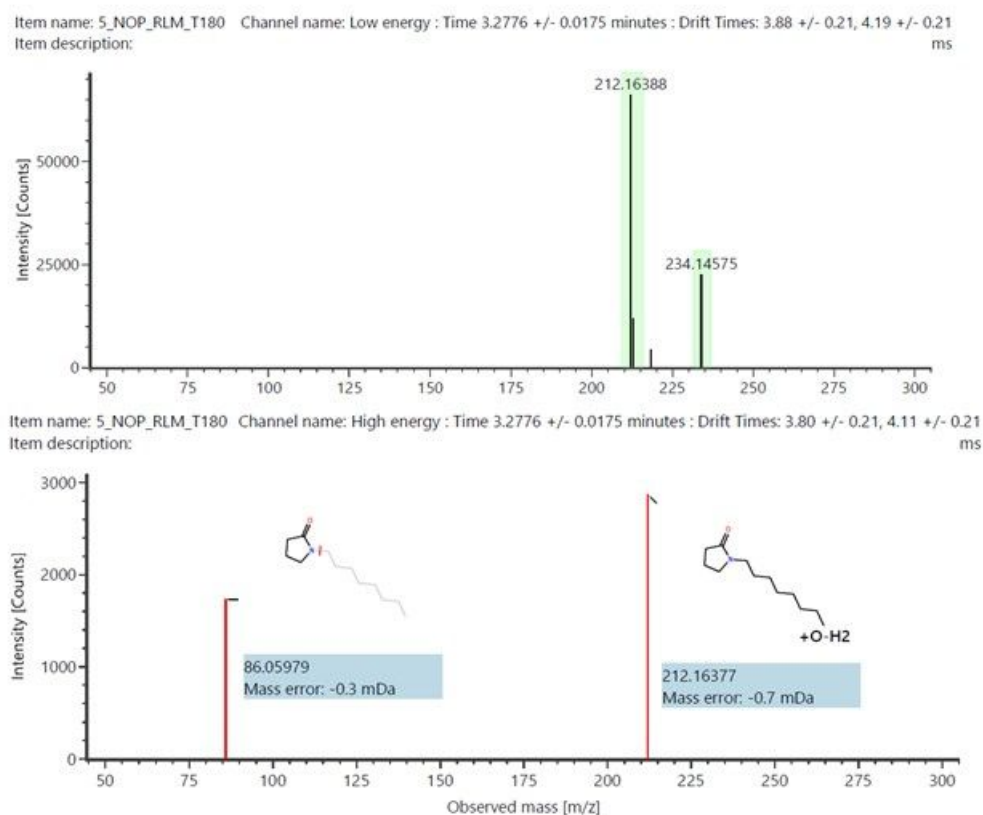 Item name: 5_NOP_RLM_T180 Channel name: Low energy : Time 3.2776 +/- 0.0175 minutes : Drift Times: 3.88 +/- 0.21, 4.19 +/- 0.21
Item description: ms
212.16388
50000
234.14575
25000
0
Intensity [Counts]
50 75 100 125 150 175 200 225 250 275 300
Item name: 5_NOP_RLM_T180 Channel name: High energy : Time 3.2776 +/- 0.0175 minutes : Drift Times: 3.80 +/- 0.21, 4.11 +/- 0.21
Item description: ms
3000
2000
+O-H2
1000
86.05979
Mass error: -0.3 mDa
212.16377
Mass error: -0.7 mDa
0
Intensity [Counts]
50 75 100 125 150 175 200 225 250 275 300
Observed mass [m/z]